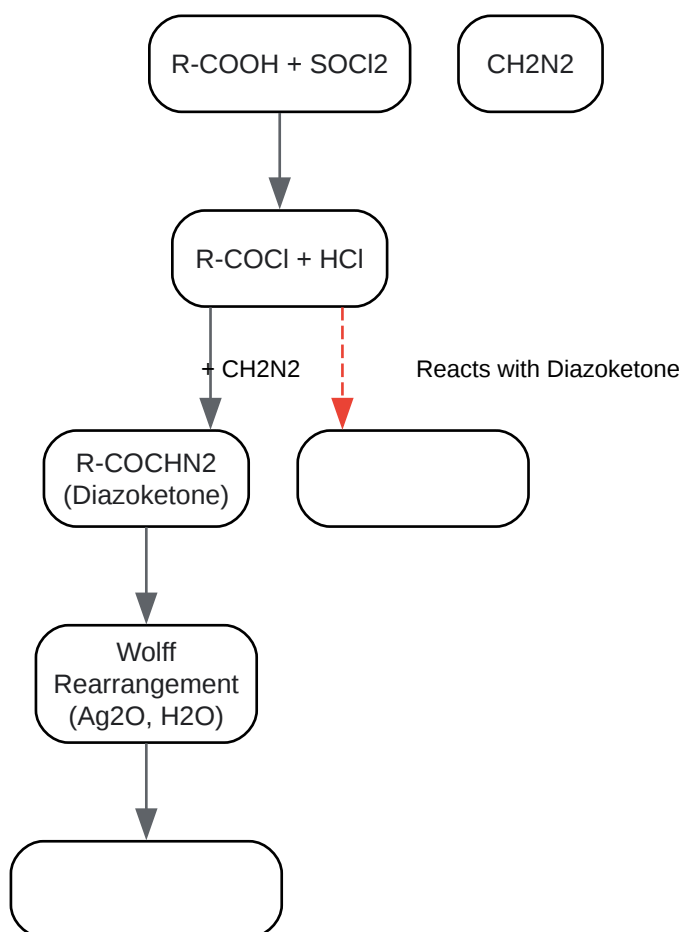 R-COOH + SOCl2
CH2N2
R-COCl + HCl
+ CH2N2
Reacts with Diazoketone
R-COCHN2
(Diazoketone)
Wolff
Rearrangement
(Ag2O, H2O)